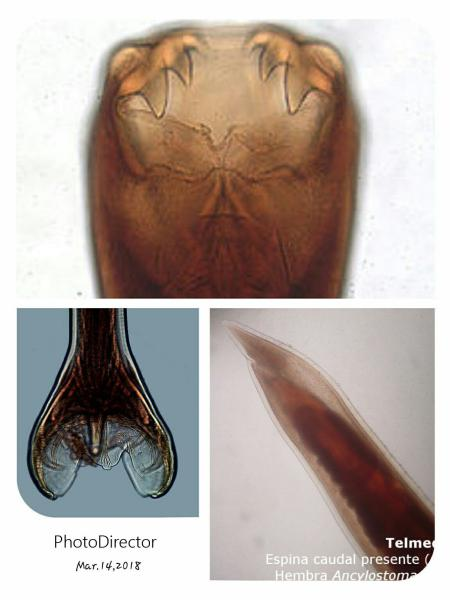 PhotoDirector
Mar.14,2018
Espina caudal presente (
Hembra Ancylostoma